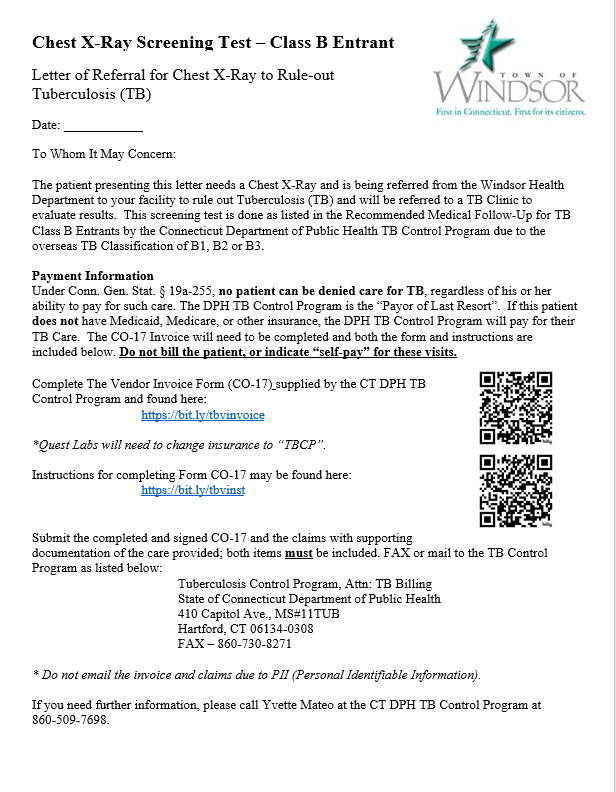 Chest X-Ray Screening Test – Class B Entrant
Letter of Referral for Chest X-Ray to Rule-out
Tuberculosis (TB)
TOWN OF
WINDSOR
First in Connecticut. First for its citizens.
Date: ____________
To Whom It May Concern:
The patient presenting this letter needs a Chest X-Ray and is being referred from the Windsor Health
Department to your facility to rule out Tuberculosis (TB) and will be referred to a TB Clinic to
evaluate results.  This screening test is done as listed in the Recommended Medical Follow-Up for TB
Class B Entrants by the Connecticut Department of Public Health TB Control Program due to the
overseas TB Classification of B1, B2 or B3.
Payment Information
Under Conn. Gen. Stat. § 19a-255, no patient can be denied care for TB, regardless of his or her
ability to pay for such care. The DPH TB Control Program is the “Payor of Last Resort”.  If this patient
does not have Medicaid, Medicare, or other insurance, the DPH TB Control Program will pay for their
TB Care.  The CO-17 Invoice will need to be completed and both the form and instructions are
included below. Do not bill the patient, or indicate “self-pay” for these visits.
Complete The Vendor Invoice Form (CO-17) supplied by the CT DPH TB
Control Program and found here:
https://bit.ly/tbvinvoice
*Quest Labs will need to change insurance to “TBCP”.
Instructions for completing Form CO-17 may be found here:
https://bit.ly/tbvinst
Submit the completed and signed CO-17 and the claims with supporting
documentation of the care provided; both items must be included. FAX or mail to the TB Control
Program as listed below:
Tuberculosis Control Program, Attn: TB Billing
State of Connecticut Department of Public Health
410 Capitol Ave., MS#11TUB
Hartford, CT 06134-0308
FAX – 860-730-8271
* Do not email the invoice and claims due to PII (Personal Identifiable Information).
If you need further information, please call Yvette Mateo at the CT DPH TB Control Program at
860-509-7698.